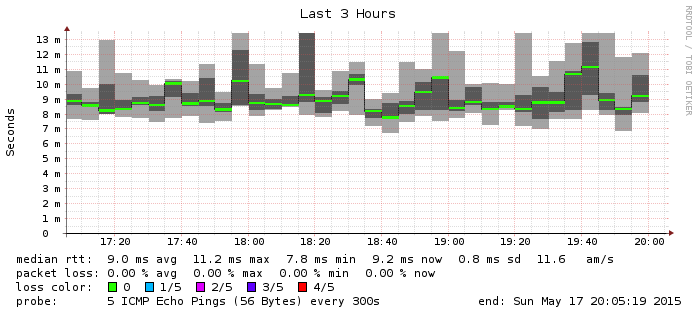 Last 3 Hours
RRDTOOL / TOBI OETIKER
Seconds
13 m
12 m
11 m
10 m
9 m
8 m
7 m
6 m
5 m
4 m
3 m
2 m
1 m
0
17:20 17:40 18:00 18:20 18:40 19:00 19:20 19:40 20:00
median rtt: 9.0 ms avg 11.2 ms max 7.8 ms min 9.2 ms now 0.8 ms sd 11.6 am/s
packet loss: 0.00 % avg 0.00 % max 0.00 % min 0.00 % now
loss color: 0 1/5 2/5 3/5 4/5
probe: 5 ICMP Echo Pings (56 Bytes) every 300s end: Sun May 17 20:05:19 2015